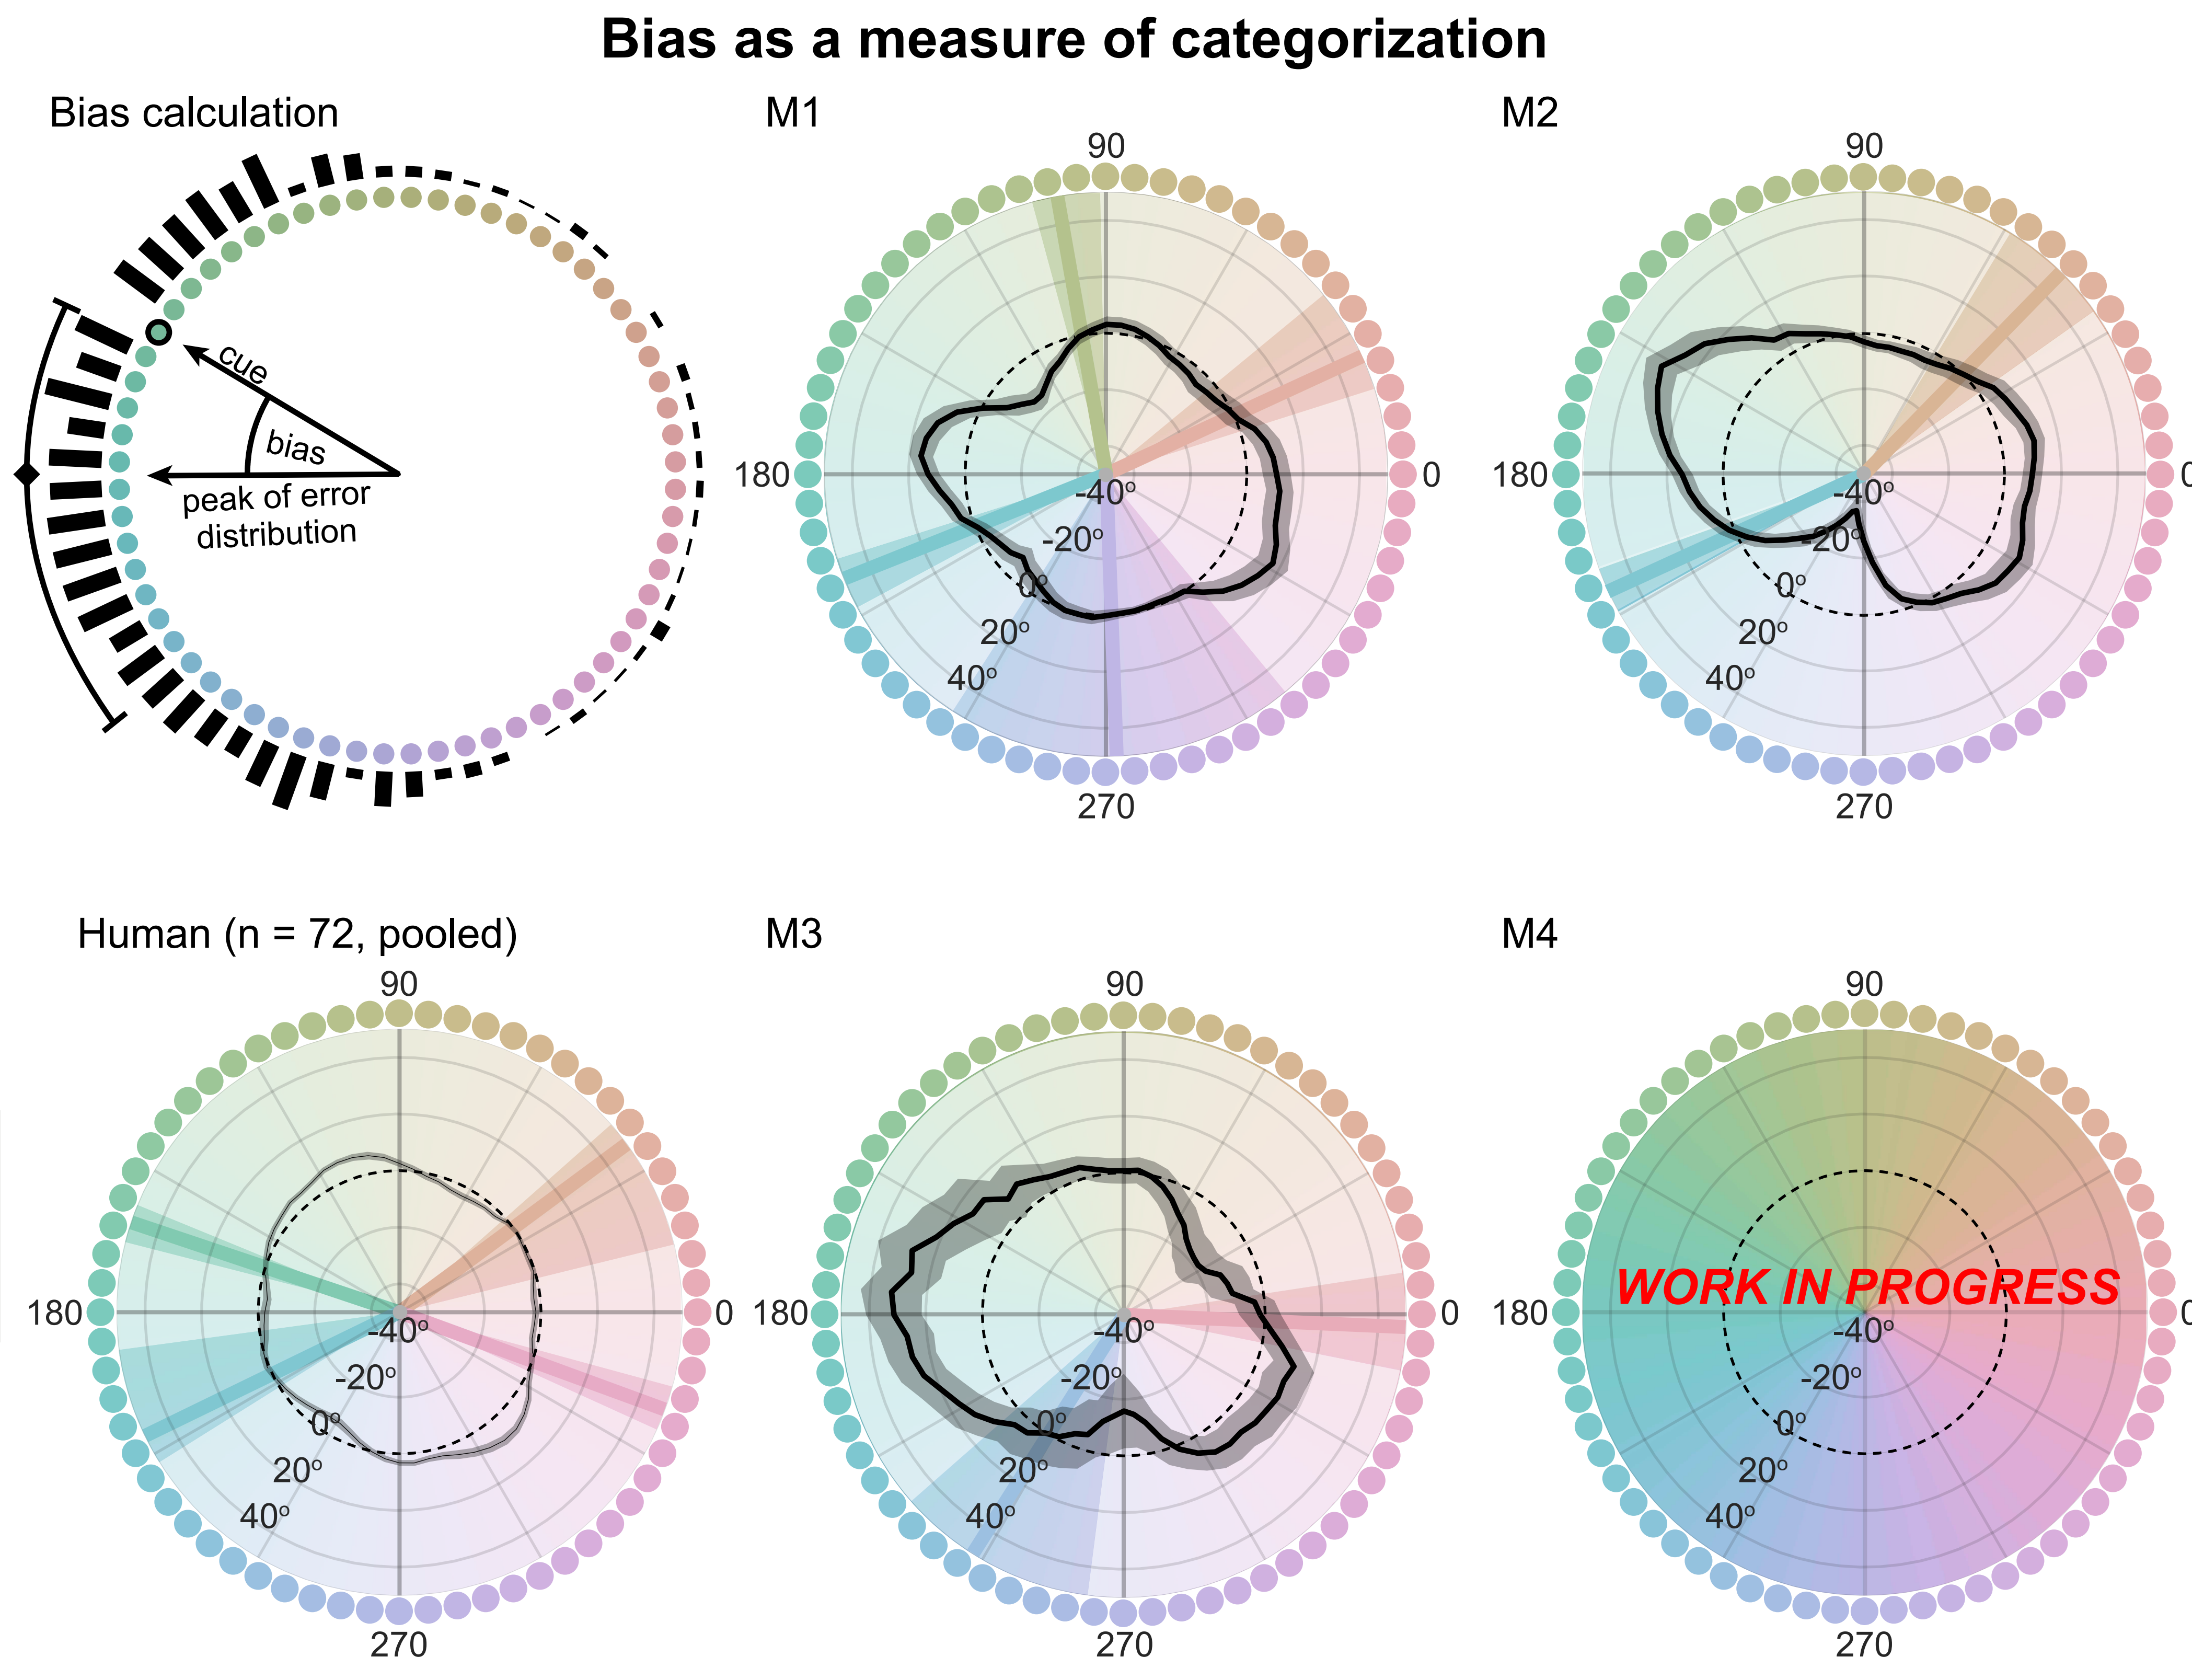 Bias as a measure of categorization
Bias calculation
cue
bias
peak of error
distribution
M1
90
180
0
270
-40º
-20º
0º
20º
40º
M2
90
180
0
270
-40º
-20º
0º
20º
40º
Human (n = 72, pooled)
90
180
0
270
-40º
-20º
0º
20º
40º
M3
90
180
0
270
-40º
-20º
0º
20º
40º
M4
90
WORK IN PROGRESS
180
0
270
-40º
-20º
0º
20º
40º